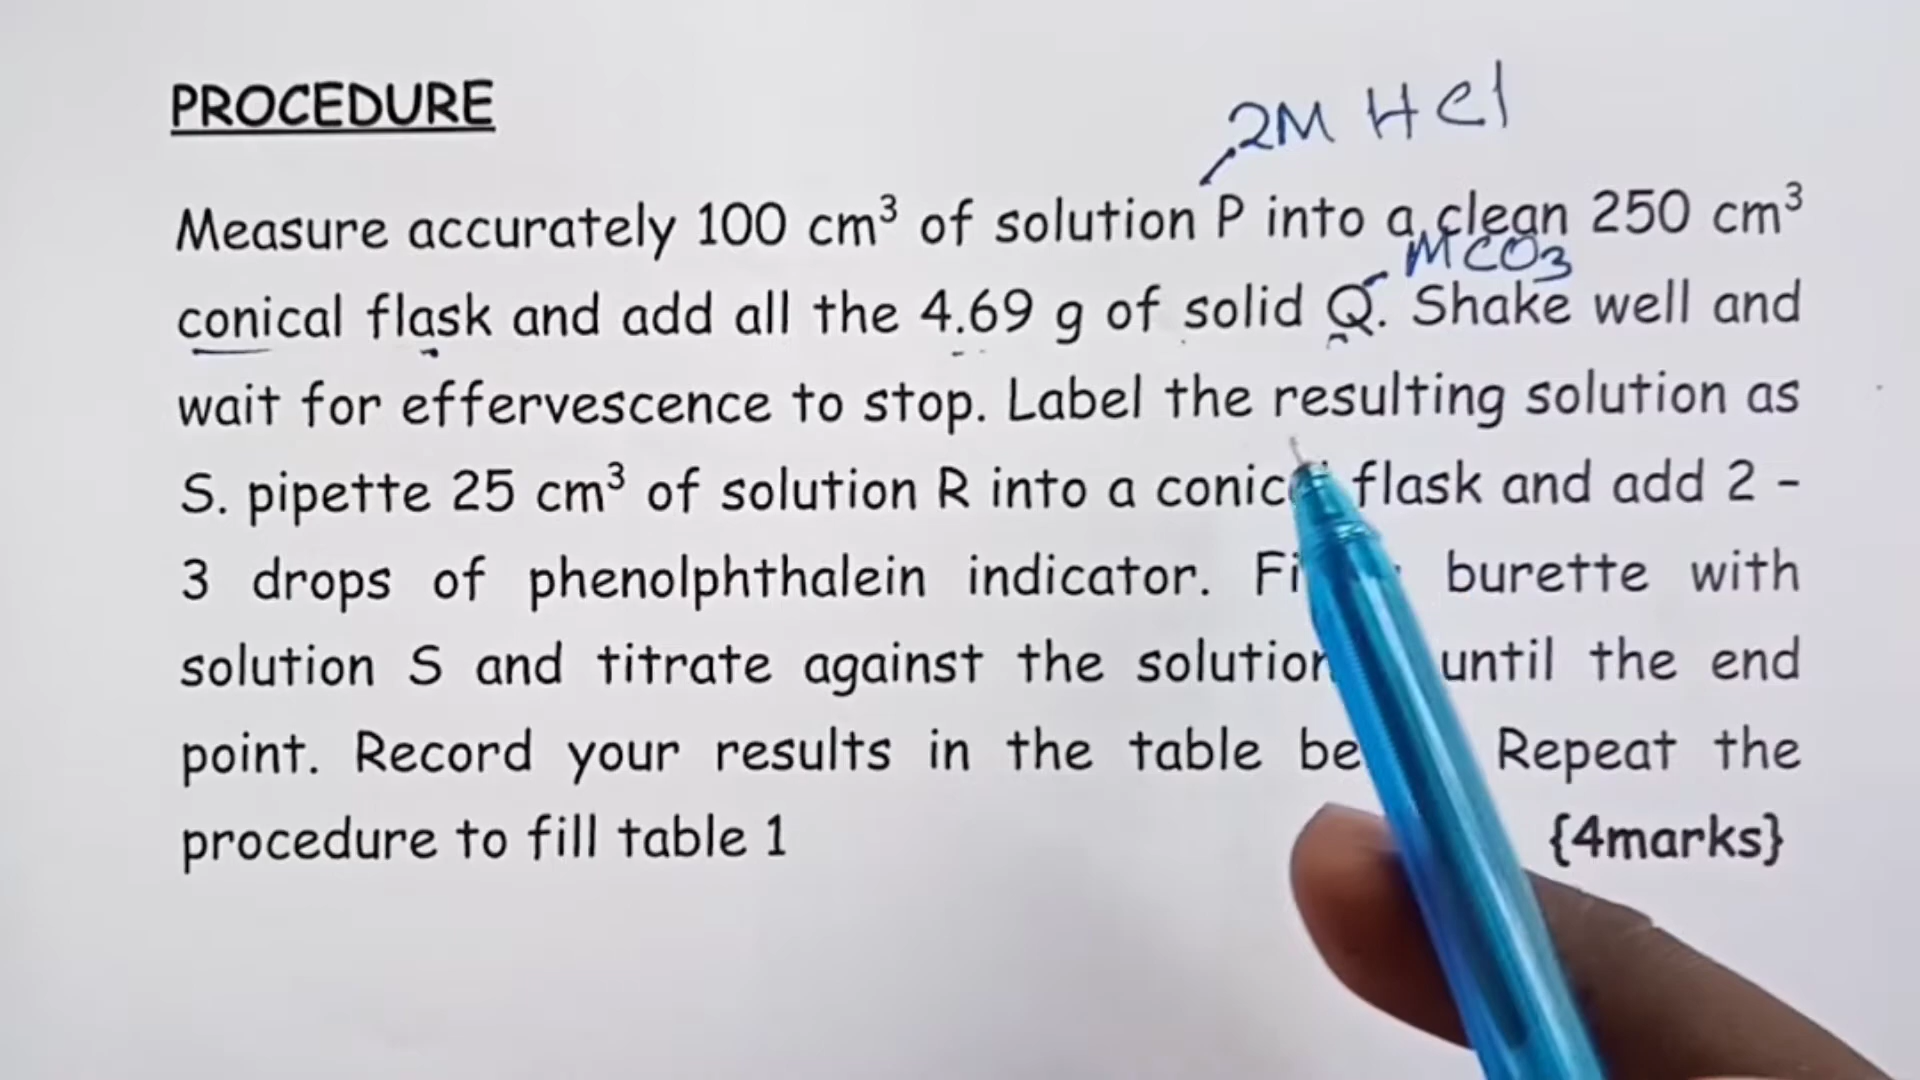 PROCEDURE
2M HCl
Measure accurately 100 cm³ of solution P into a clean 250 cm³
MCO₃
conical flask and add all the 4.69 g of solid Q. Shake well and
wait for effervescence to stop. Label the resulting solution as
S. pipette 25 cm³ of solution R into a flask and add 2 –
3 drops of phenolphthalein indicator. burette with
solution S and titrate against the solution until the end
point. Record your results in the table Repeat the
procedure to fill table 1 {4marks}